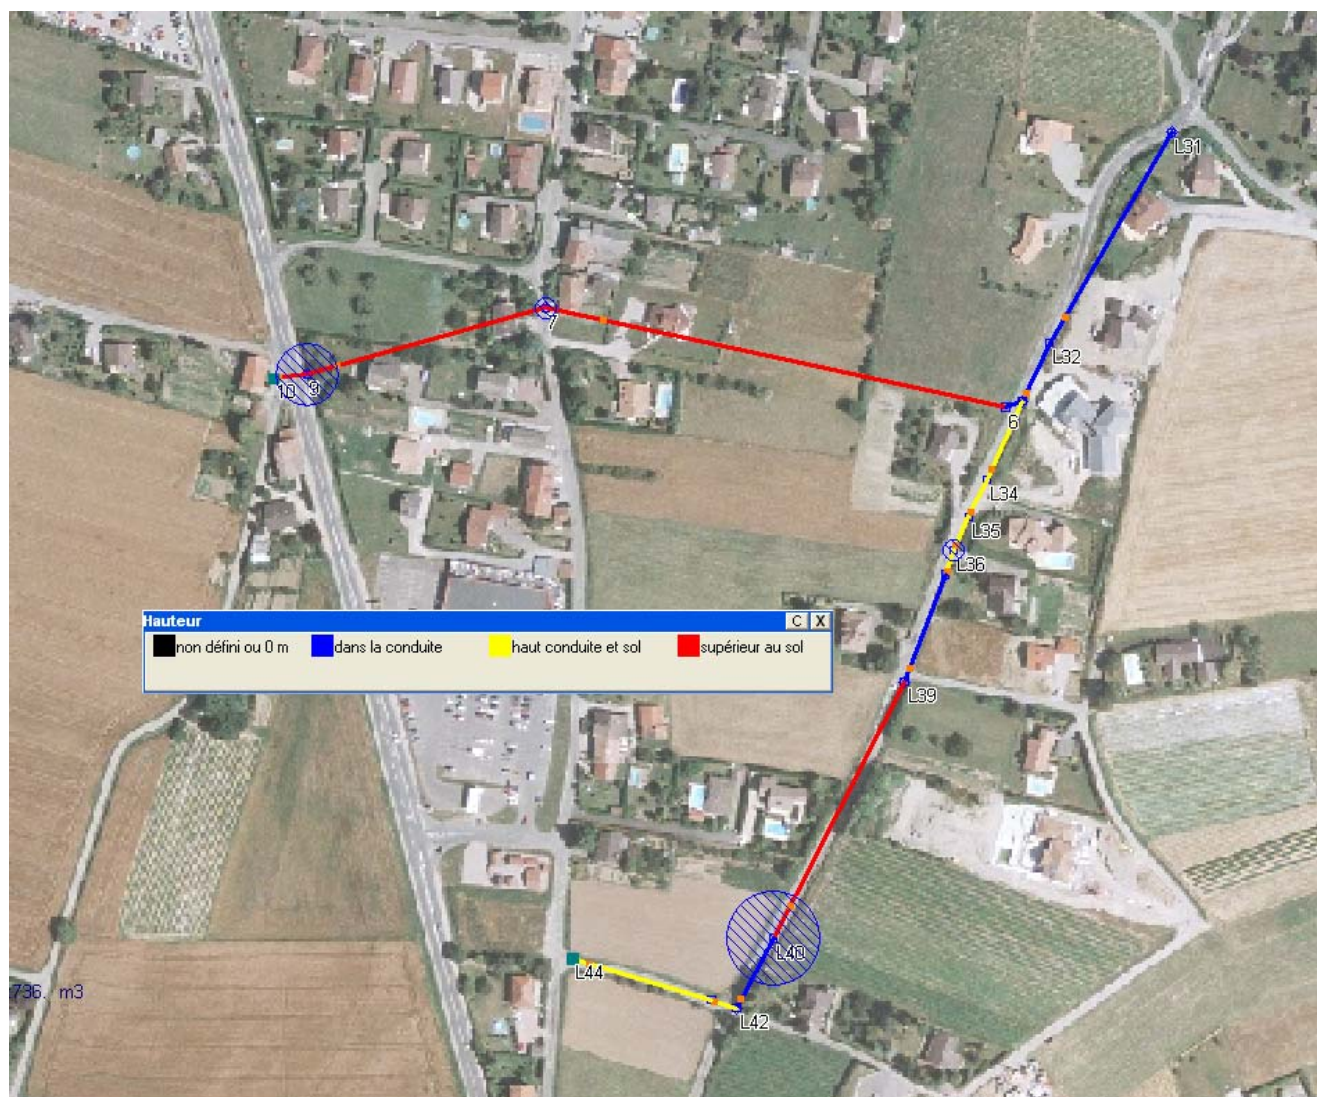 L31
L32
7
10
9
6
L34
L35
L36
Hauteur
C X
non défini ou 0 m dans la conduite haut conduite et sol supérieur au sol
L39
L40
L44
736. m3
L42